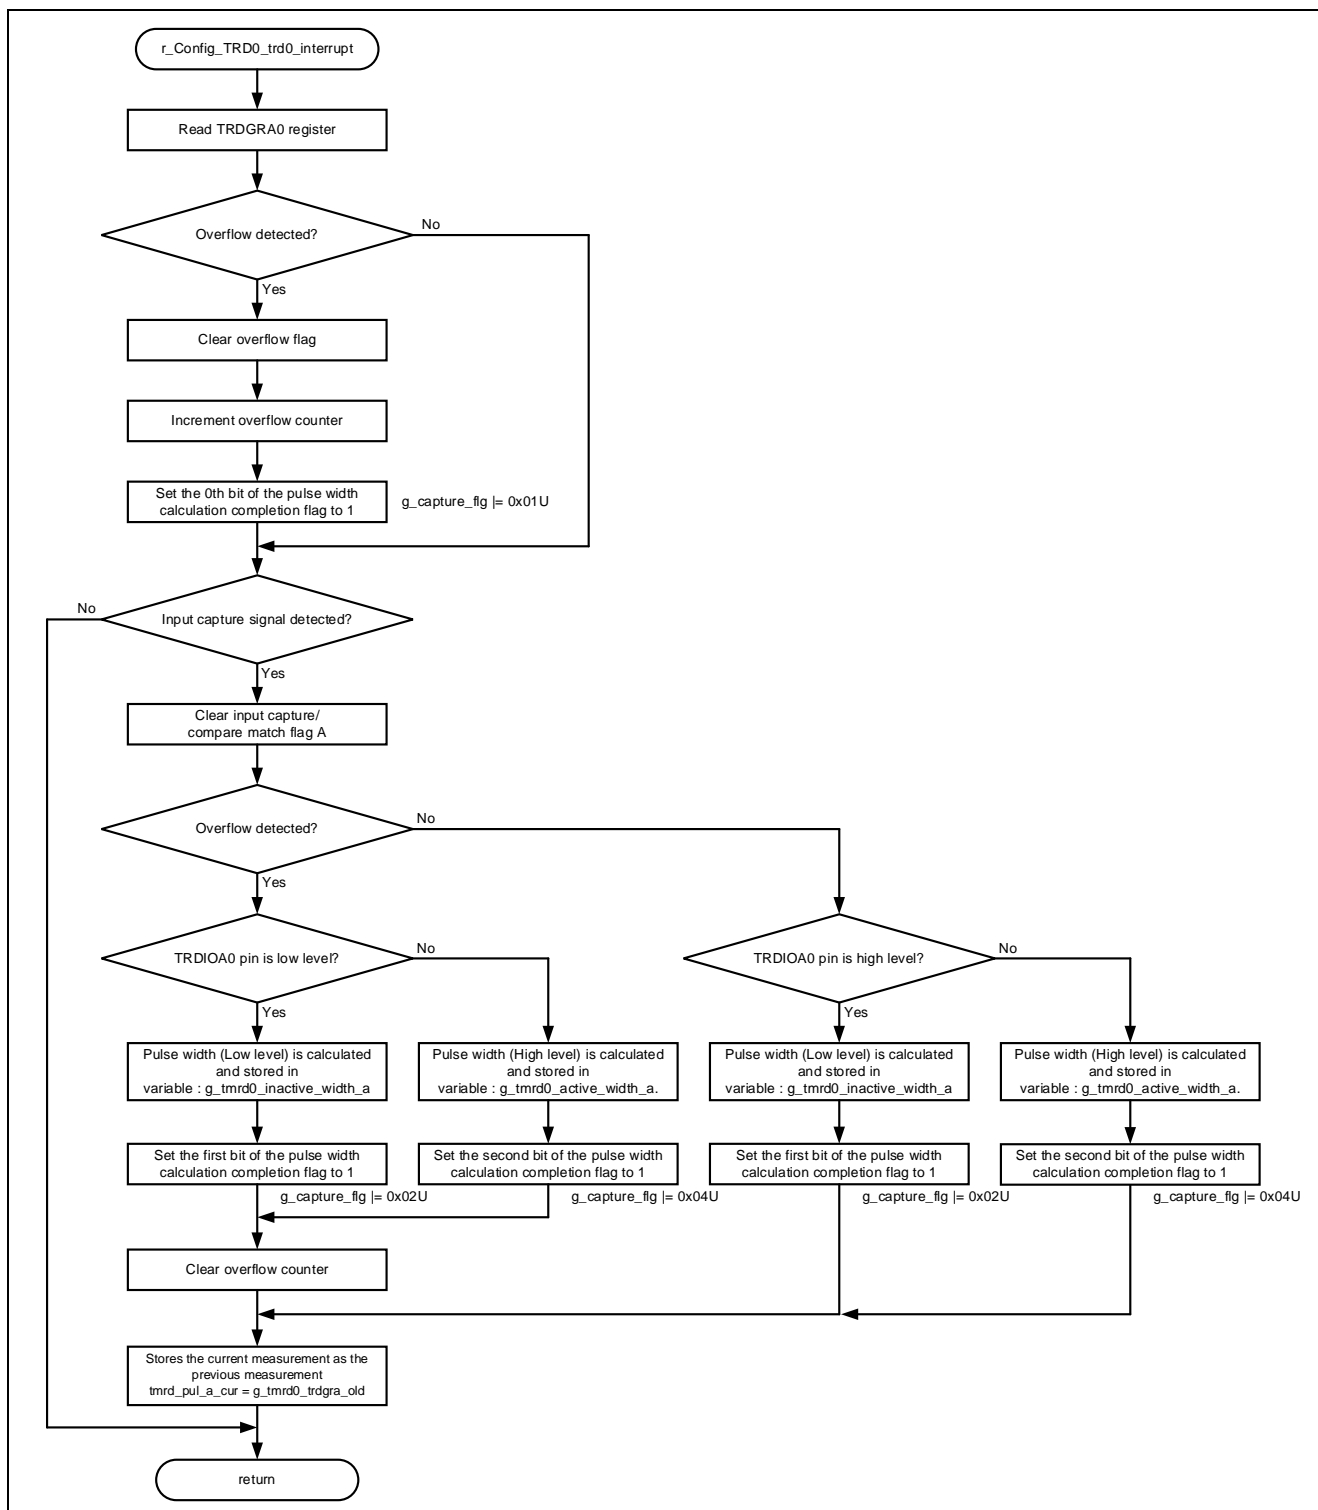 r_Config_TRD0_trd0_interrupt
Read TRDGRA0 register
Overflow detected?
No
Yes
Clear overflow flag
Increment overflow counter
Set the 0th bit of the pulse width
calculation completion flag to 1
g_capture_flg |= 0x01U
No
Input capture signal detected?
Yes
Clear input capture/
compare match flag A
Overflow detected?
No
Yes
TRDIOA0 pin is low level?
No
TRDIOA0 pin is high level?
No
Yes
Yes
Pulse width (Low level) is calculated
and stored in
variable : g_tmrd0_inactive_width_a
Pulse width (High level) is calculated
and stored in
variable : g_tmrd0_active_width_a.
Pulse width (Low level) is calculated
and stored in
variable : g_tmrd0_inactive_width_a
Pulse width (High level) is calculated
and stored in
variable : g_tmrd0_active_width_a.
Set the first bit of the pulse width
calculation completion flag to 1
Set the second bit of the pulse width
calculation completion flag to 1
Set the first bit of the pulse width
calculation completion flag to 1
Set the second bit of the pulse width
calculation completion flag to 1
g_capture_flg |= 0x02U
g_capture_flg |= 0x04U
g_capture_flg |= 0x02U
g_capture_flg |= 0x04U
Clear overflow counter
Stores the current measurement as the
previous measurement
tmrd_pul_a_cur = g_tmrd0_trdgra_old
return